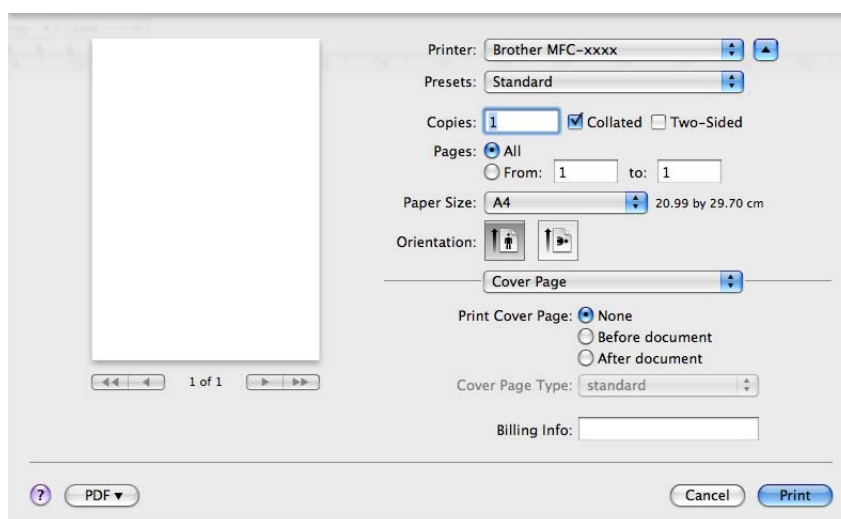 Printer: Brother MFC-xxxx
Presets: Standard
Copies: 1 Collated Two-Sided
Pages: All
From: 1 to: 1
Paper Size: A4 20.99 by 29.70 cm
Orientation:
Cover Page
Print Cover Page: None
Before document
After document
Cover Page Type: standard
Billing Info:
1 of 1
? PDF ▼ Cancel Print